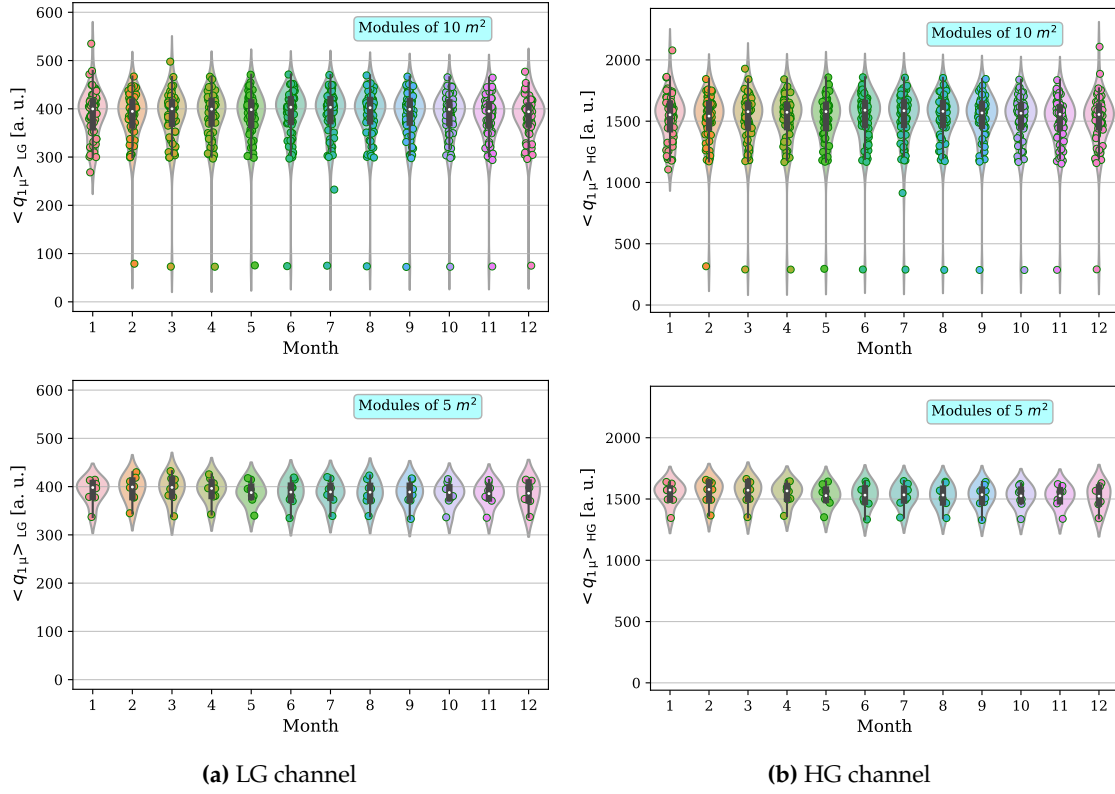 600
500
400
300
200
100
0
< q1μ > LG [a. u.]
Modules of 10 m²
1 2 3 4 5 6 7 8 9 10 11 12
Month
2000
1500
1000
500
0
< q1μ > HG [a. u.]
Modules of 10 m²
1 2 3 4 5 6 7 8 9 10 11 12
Month
600
500
400
300
200
100
0
< q1μ > LG [a. u.]
Modules of 5 m²
1 2 3 4 5 6 7 8 9 10 11 12
Month
2000
1500
1000
500
0
< q1μ > HG [a. u.]
Modules of 5 m²
1 2 3 4 5 6 7 8 9 10 11 12
Month
(a) LG channel
(b) HG channel